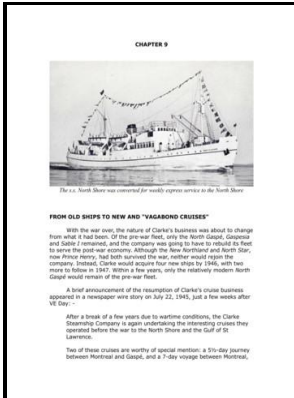 CHAPTER 9
The s.s. North Shore was converted for weekly express service to the North Shore
FROM OLD SHIPS TO NEW AND "VAGABOND CRUISES"
With the war over, the nature of Clarke's business was about to change
from what it had been. Of the pre-war fleet, only the North Gaspé, Gaspesia
and Sable I remained, and the company was going to have to rebuild its fleet
to serve the post-war economy. Although the New Northland and North Star,
now Prince Henry, had both survived the war, neither would rejoin the
company. Instead, Clarke would acquire four new ships by 1946, with two
more to follow in 1947. Within a few years, only the relatively modern North
Gaspé would remain of the pre-war fleet.
A brief announcement of the resumption of Clarke's cruise business
appeared in a newspaper wire story on July 22, 1945, just a few weeks after
VE Day: -
After a break of a few years due to wartime conditions, the Clarke
Steamship Company is again undertaking the interesting cruises they
operated before the war to the North Shore and the Gulf of St
Lawrence.
Two of these cruises are worthy of special mention: a 5½-day journey
between Montreal and Gaspé, and a 7-day voyage between Montreal,